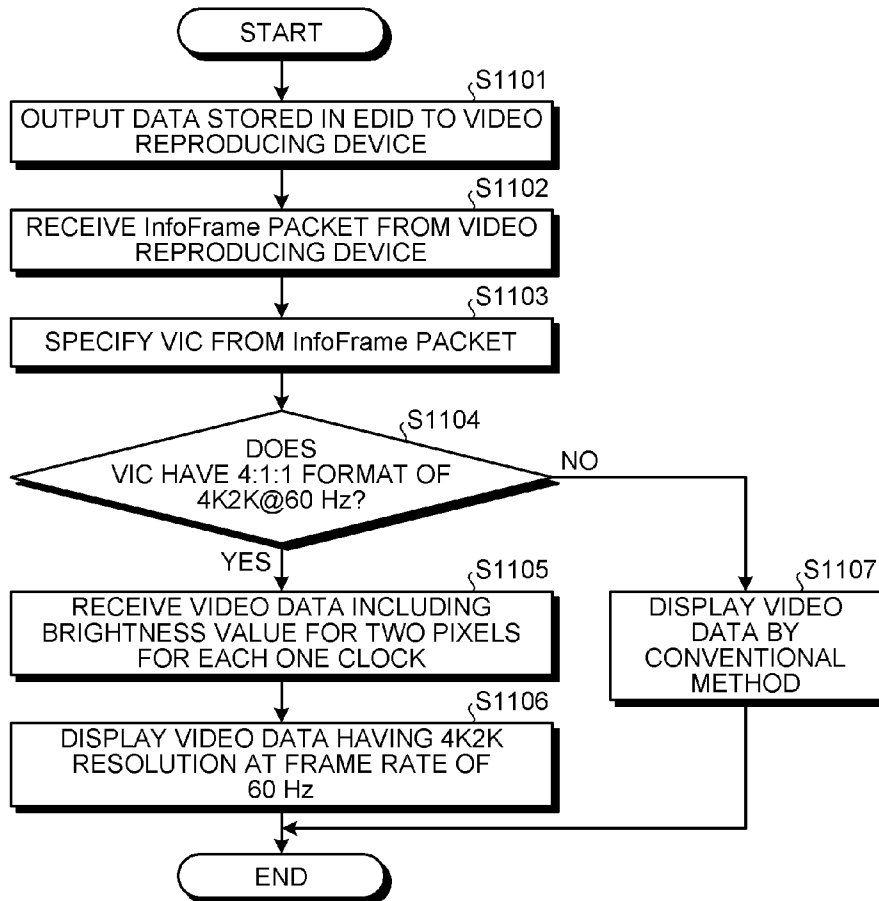 START
S1101
OUTPUT DATA STORED IN EDID TO VIDEO
REPRODUCING DEVICE
S1102
RECEIVE InfoFrame PACKET FROM VIDEO
REPRODUCING DEVICE
S1103
SPECIFY VIC FROM InfoFrame PACKET
S1104
DOES
VIC HAVE 4:1:1 FORMAT OF
4K2K@60 Hz?
NO
YES
S1105
RECEIVE VIDEO DATA INCLUDING
BRIGHTNESS VALUE FOR TWO PIXELS
FOR EACH ONE CLOCK
S1107
DISPLAY VIDEO
DATA BY
CONVENTIONAL
METHOD
S1106
DISPLAY VIDEO DATA HAVING 4K2K
RESOLUTION AT FRAME RATE OF
60 Hz
END